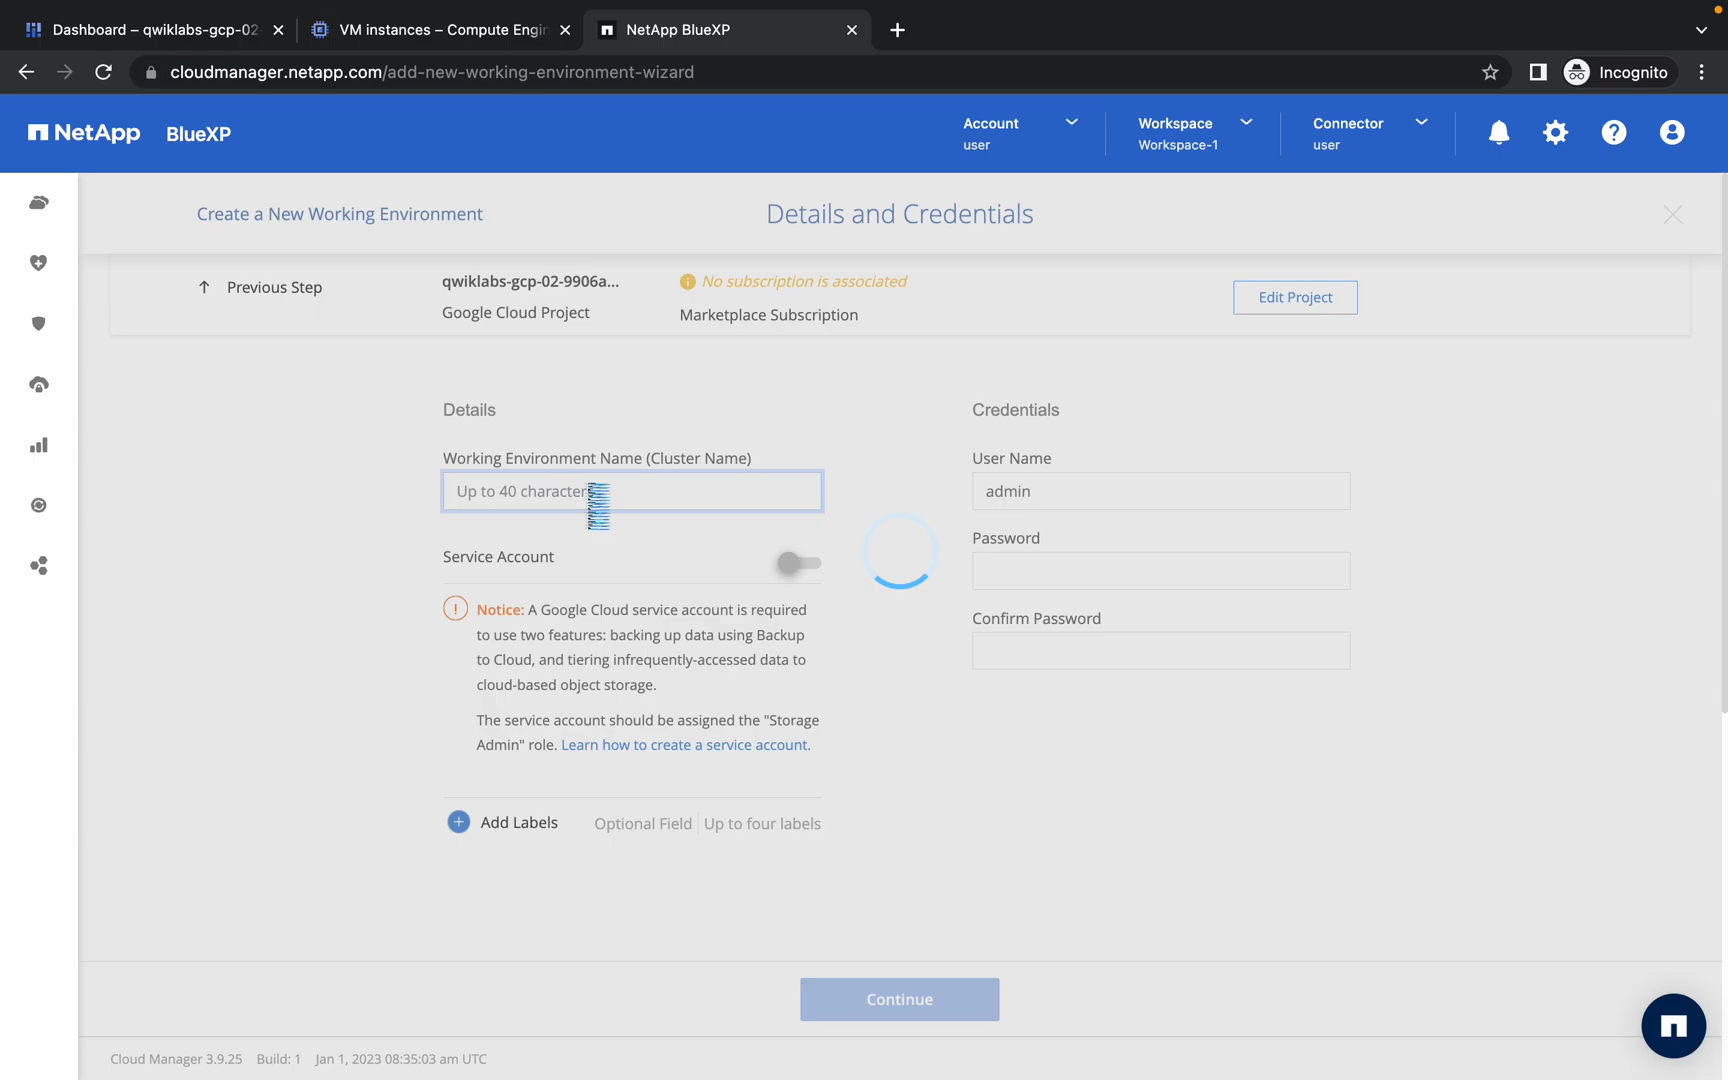 Dashboard – qwiklabs-gcp-02
VM instances – Compute Engin
NetApp BlueXP
cloudmanager.netapp.com/add-new-working-environment-wizard
Incognito
NetApp BlueXP
Account
user
Workspace
Workspace-1
Connector
user
Create a New Working Environment
Details and Credentials
Previous Step
qwiklabs-gcp-02-9906a...
Google Cloud Project
No subscription is associated
Marketplace Subscription
Edit Project
Details
Working Environment Name (Cluster Name)
Up to 40 characters
Service Account
Notice: A Google Cloud service account is required
to use two features: backing up data using Backup
to Cloud, and tiering infrequently-accessed data to
cloud-based object storage.
The service account should be assigned the "Storage
Admin" role. Learn how to create a service account.
Add Labels
Optional Field
Up to four labels
Credentials
User Name
admin
Password
Confirm Password
Continue
Cloud Manager 3.9.25 Build: 1 Jan 1, 2023 08:35:03 am UTC